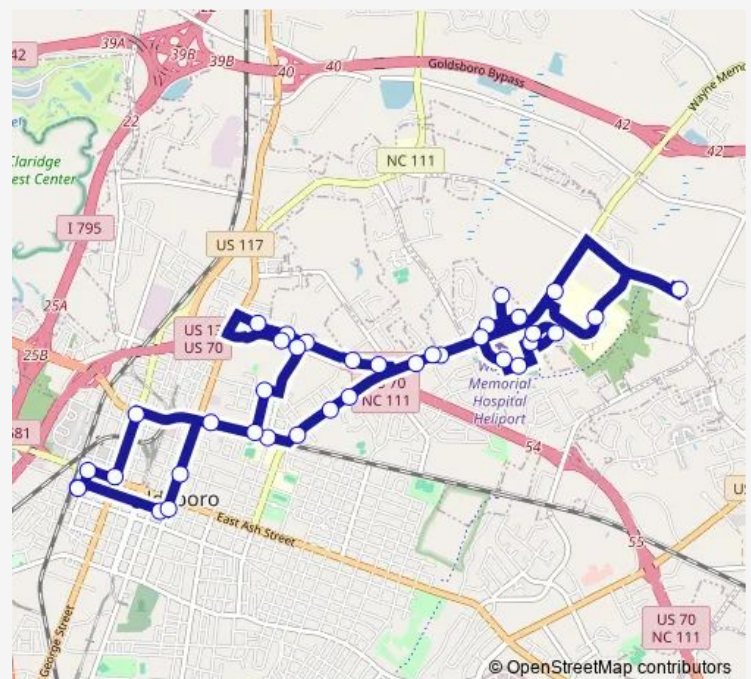 42
39A
39B
39B
40
40
Goldsboro Bypass
Wayne Memo
22
42
42
Claridge
est Center
NC 111
I 795
US 117
25A
25B
US 13
US 70
US 70
NC 111
Memorial
Hospital
Heliport
581
54
boro
East Ash Street
55
George Street
US 70
NC 111
© OpenStreetMap contributors